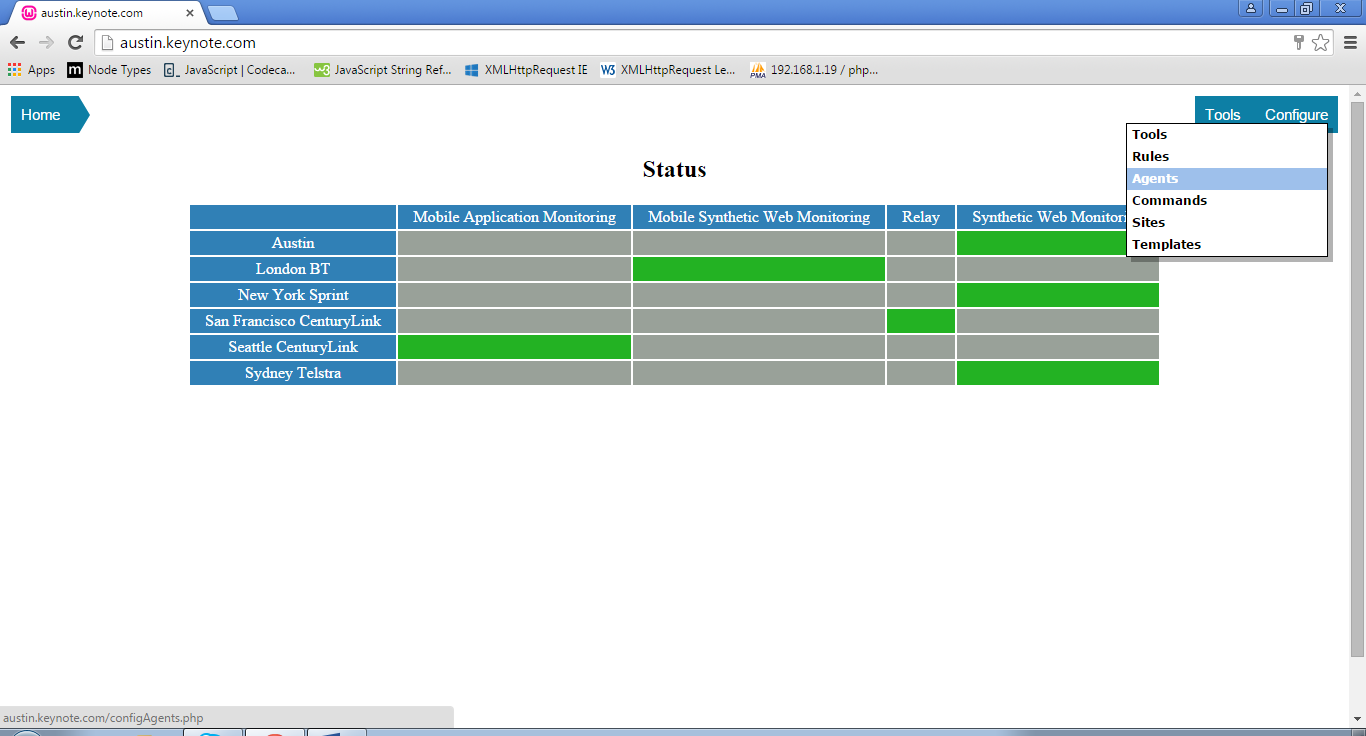 austin.keynote.com
austin.keynote.com
Apps Node Types JavaScript | Codeca... JavaScript String Ref... XMLHttpRequest IE XMLHttpRequest Le... 192.168.1.19 / php...
Home Tools Configure
Tools
Rules
Agents
Commands
Sites
Templates
Status
Mobile Application Monitoring Mobile Synthetic Web Monitoring Relay Synthetic Web
Austin
London BT
New York Sprint
San Francisco CenturyLink
Seattle CenturyLink
Sydney Telstra
austin.keynote.com/configAgents.php